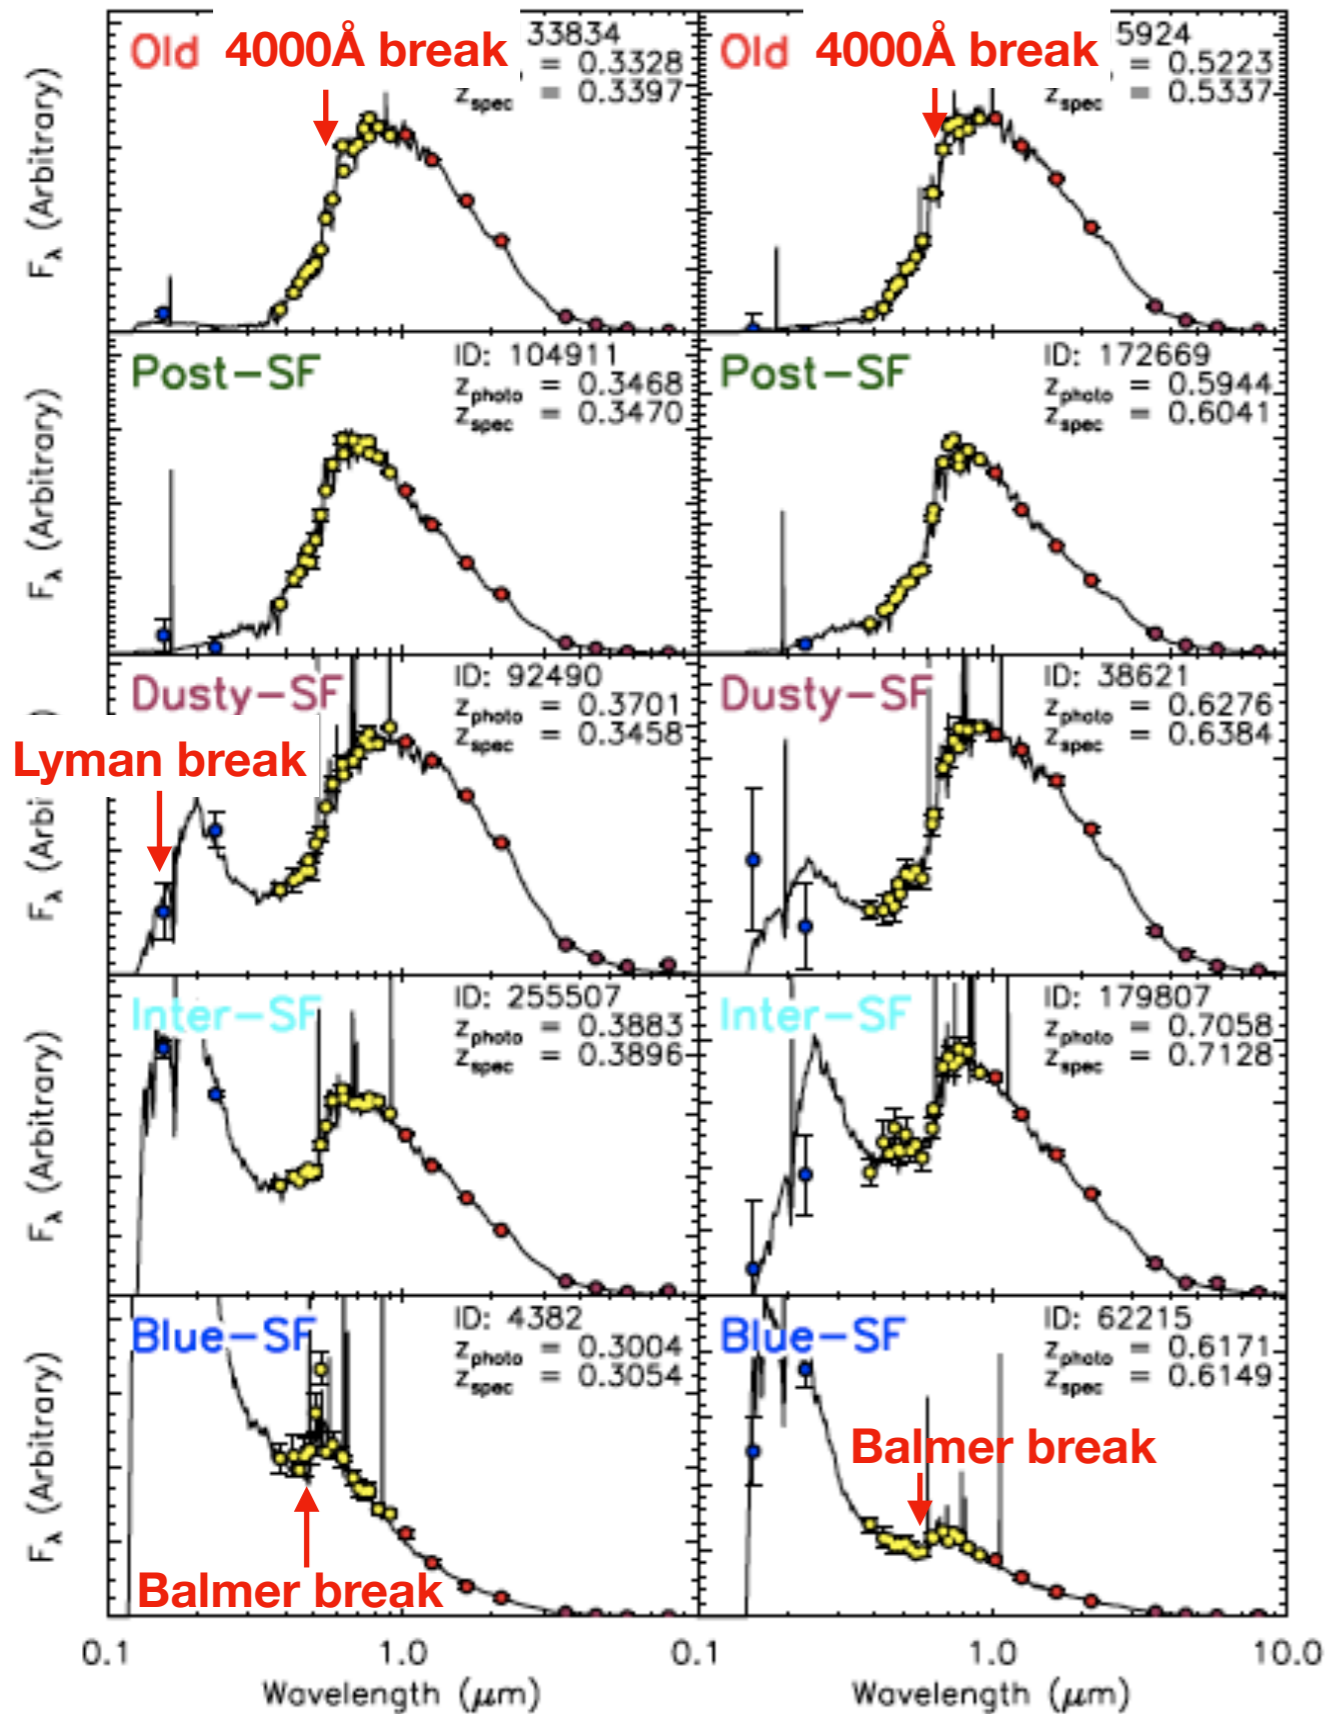 Old 4000Å break 33834
= 0.3328
z_spec = 0.3397
F_λ (Arbitrary)
Old 4000Å break 5924
= 0.5223
z_spec = 0.5337
Post-SF ID: 104911
z_photo = 0.3468
z_spec = 0.3470
F_λ (Arbitrary)
Post-SF ID: 172669
z_photo = 0.5944
z_spec = 0.6041
Dusty-SF ID: 92490
z_photo = 0.3701
z_spec = 0.3458
Lyman break
Dusty-SF ID: 38621
z_photo = 0.6276
z_spec = 0.6384
Inter-SF ID: 255507
z_photo = 0.3883
z_spec = 0.3896
F_λ (Arbitrary)
Inter-SF ID: 179807
z_photo = 0.7058
z_spec = 0.7128
Blue-SF ID: 4382
z_photo = 0.3004
z_spec = 0.3054
F_λ (Arbitrary)
Balmer break
Blue-SF ID: 62215
z_photo = 0.6171
z_spec = 0.6149
Balmer break
0.1 1.0 0.1 1.0 10.0
Wavelength (μm) Wavelength (μm)